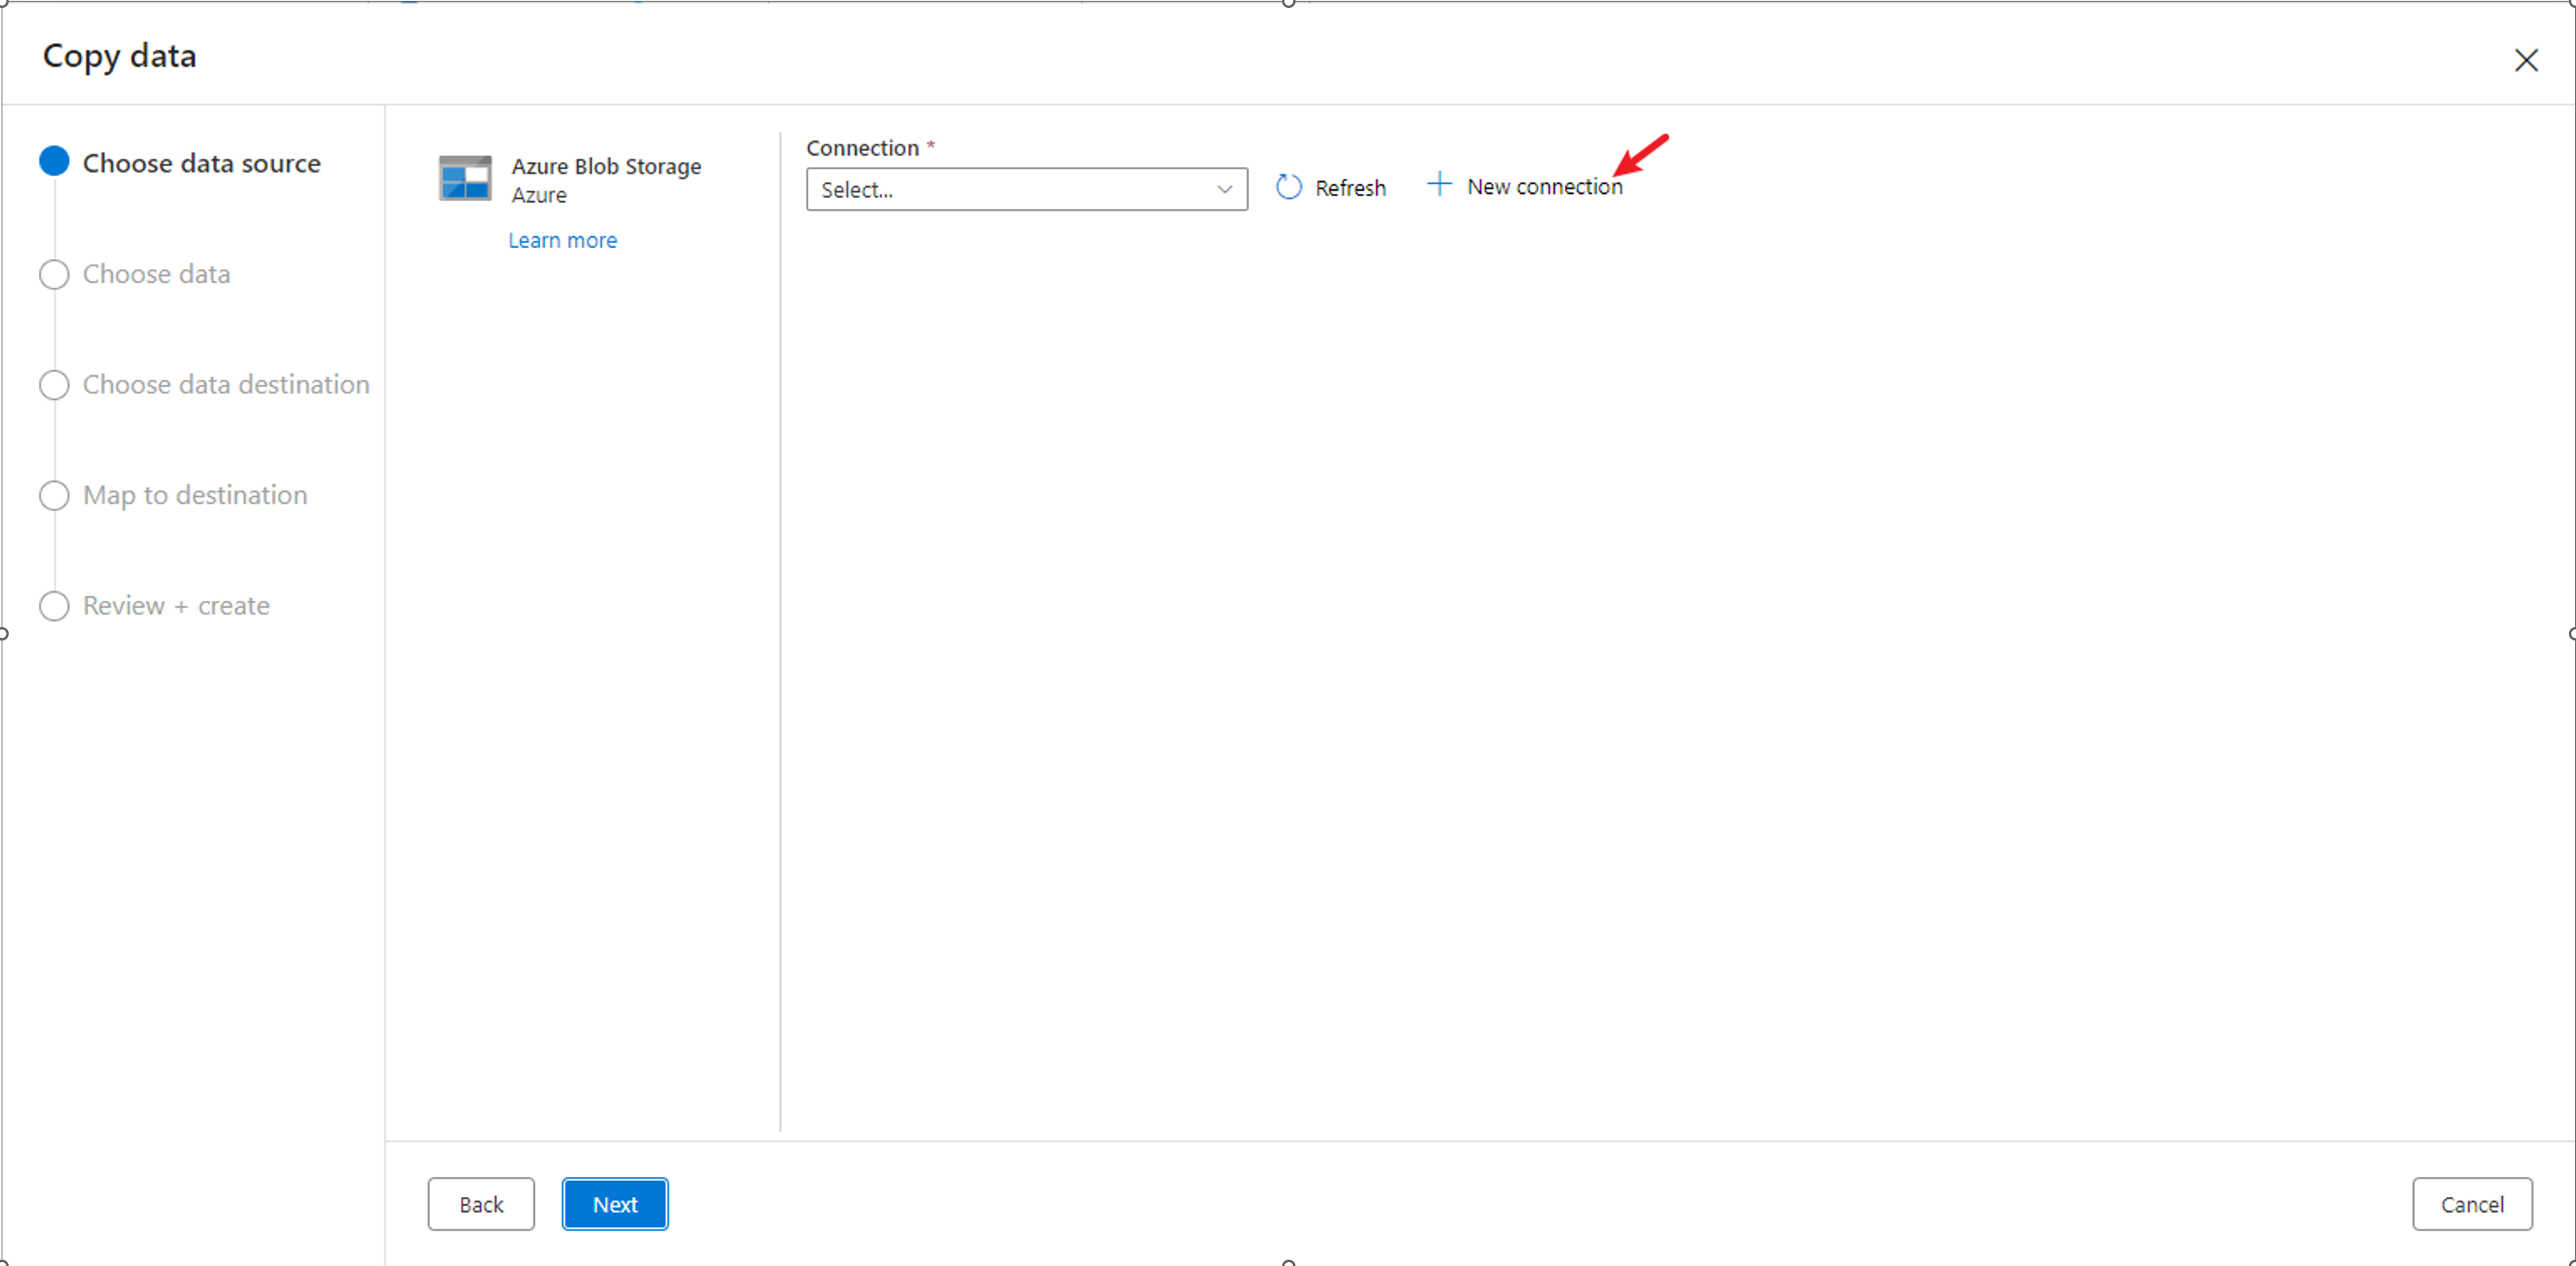 Copy data
Choose data source
Choose data
Choose data destination
Map to destination
Review + create
Azure Blob Storage
Azure
Learn more
Connection *
Select...
Refresh
New connection
Back
Next
Cancel